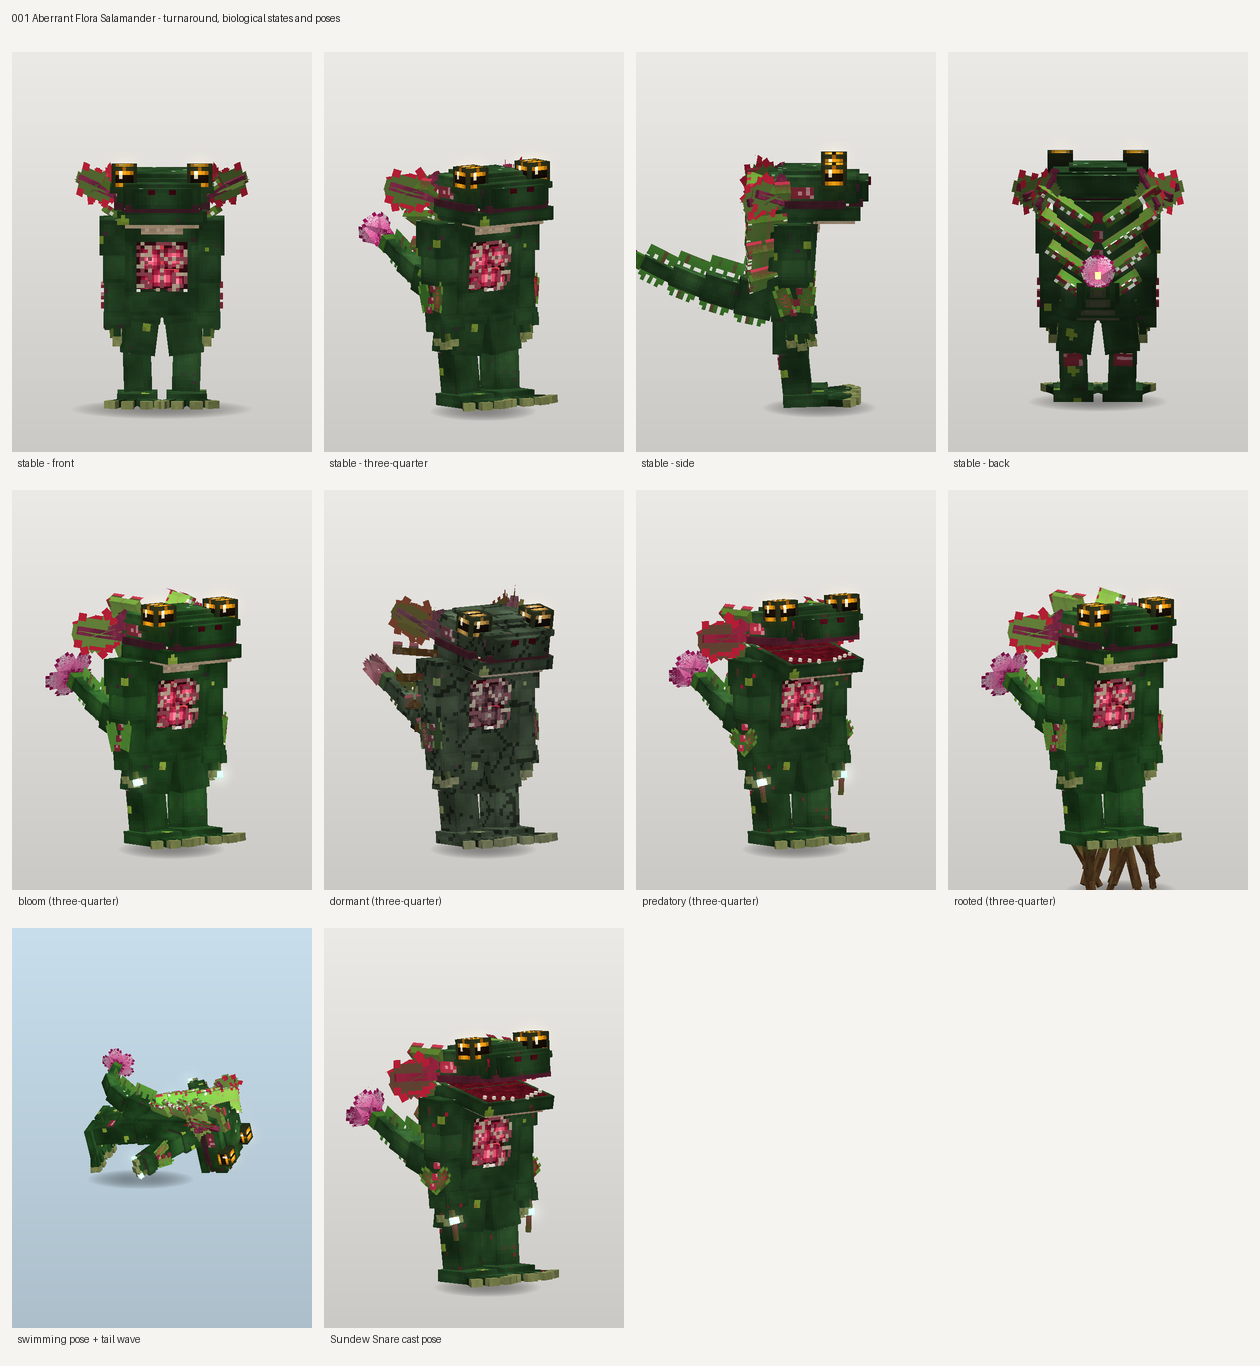 001 Aberrant Flora Salamander - turnaround, biological states and poses
stable - front
stable - three-quarter
stable - side
stable - back
bloom (three-quarter)
dormant (three-quarter)
predatory (three-quarter)
rooted (three-quarter)
swimming pose + tail wave
Sundew Snare cast pose